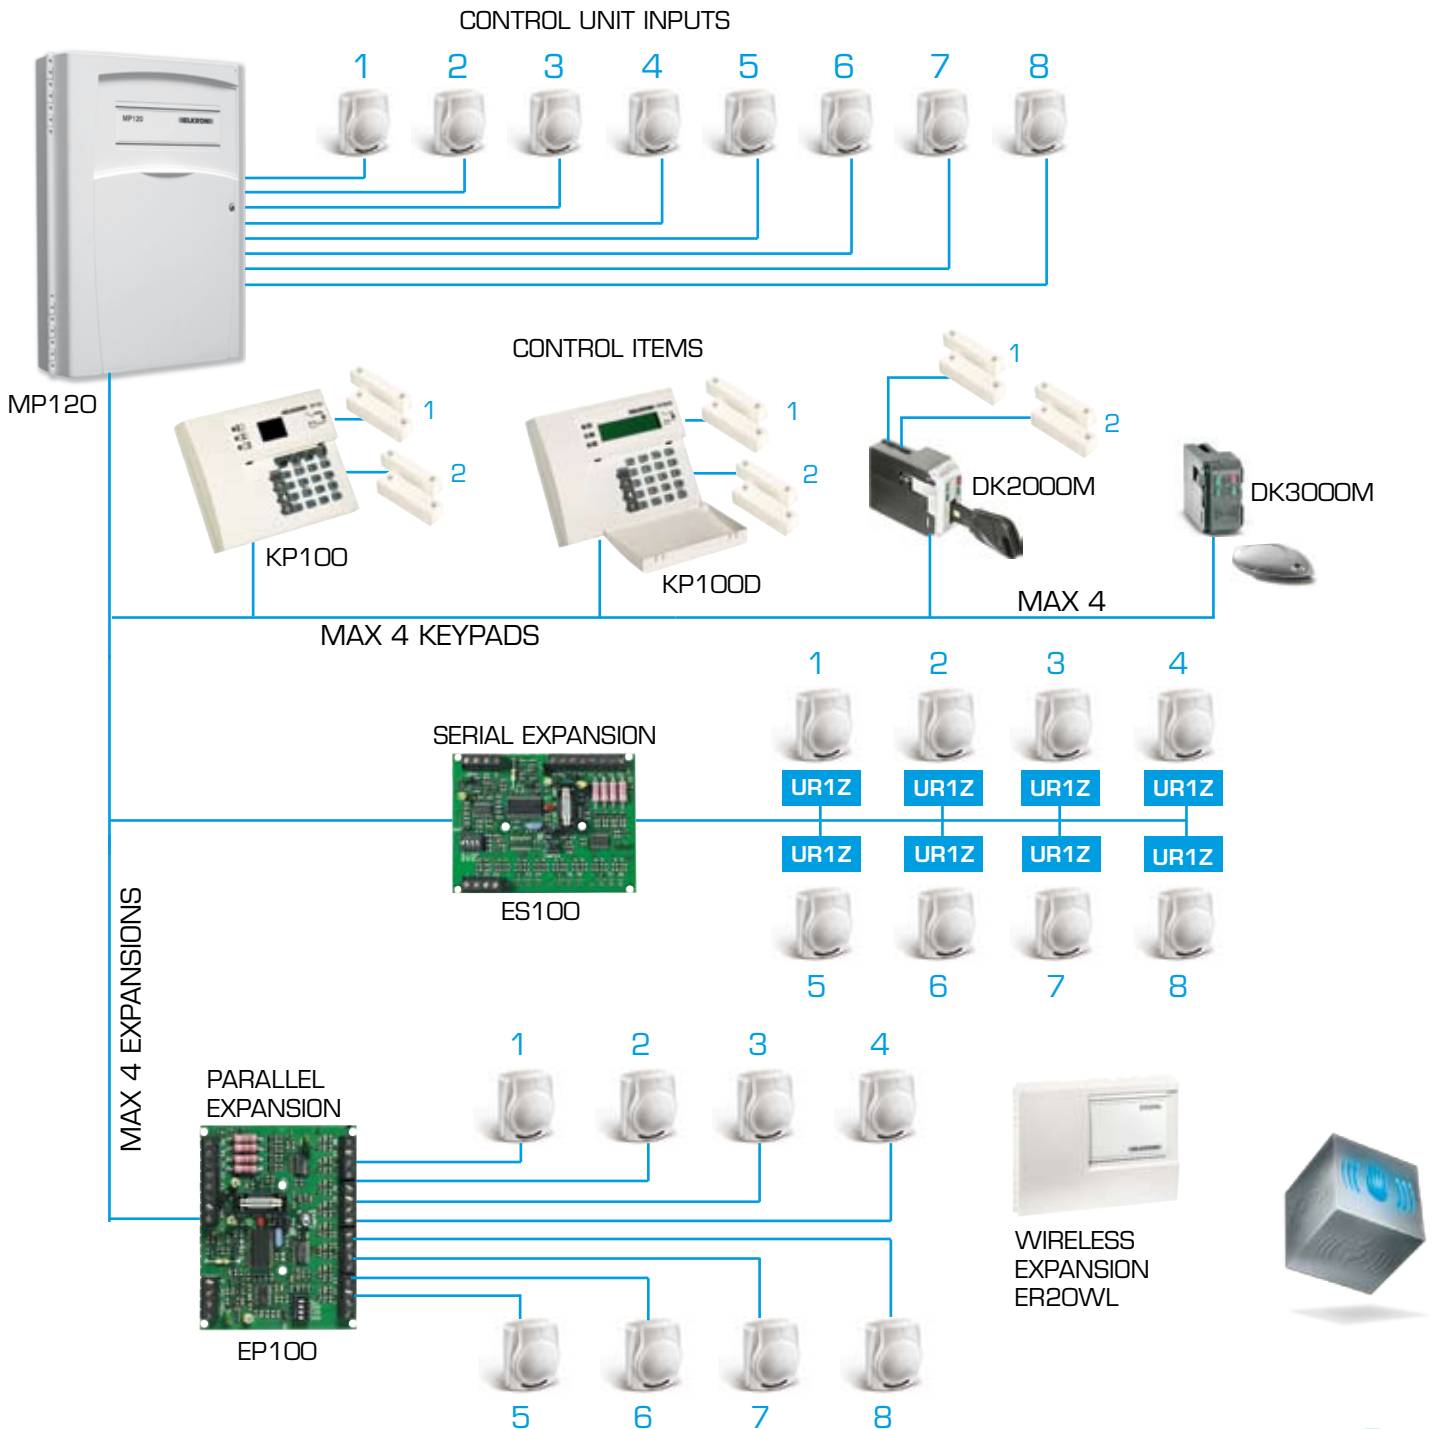 CONTROL UNIT INPUTS
1 2 3 4 5 6 7 8
MP120 ELKRON
CONTROL ITEMS
MP120
1
2
KP100
1
2
KP100D
1
2
DK2000M
DK3000M
MAX 4
MAX 4 KEYPADS
1 2 3 4
SERIAL EXPANSION
UR1Z UR1Z UR1Z UR1Z
UR1Z UR1Z UR1Z UR1Z
ES100
5 6 7 8
MAX 4 EXPANSIONS
1 2 3 4
PARALLEL
EXPANSION
EP100
5 6 7 8
WIRELESS
EXPANSION
ER20WL